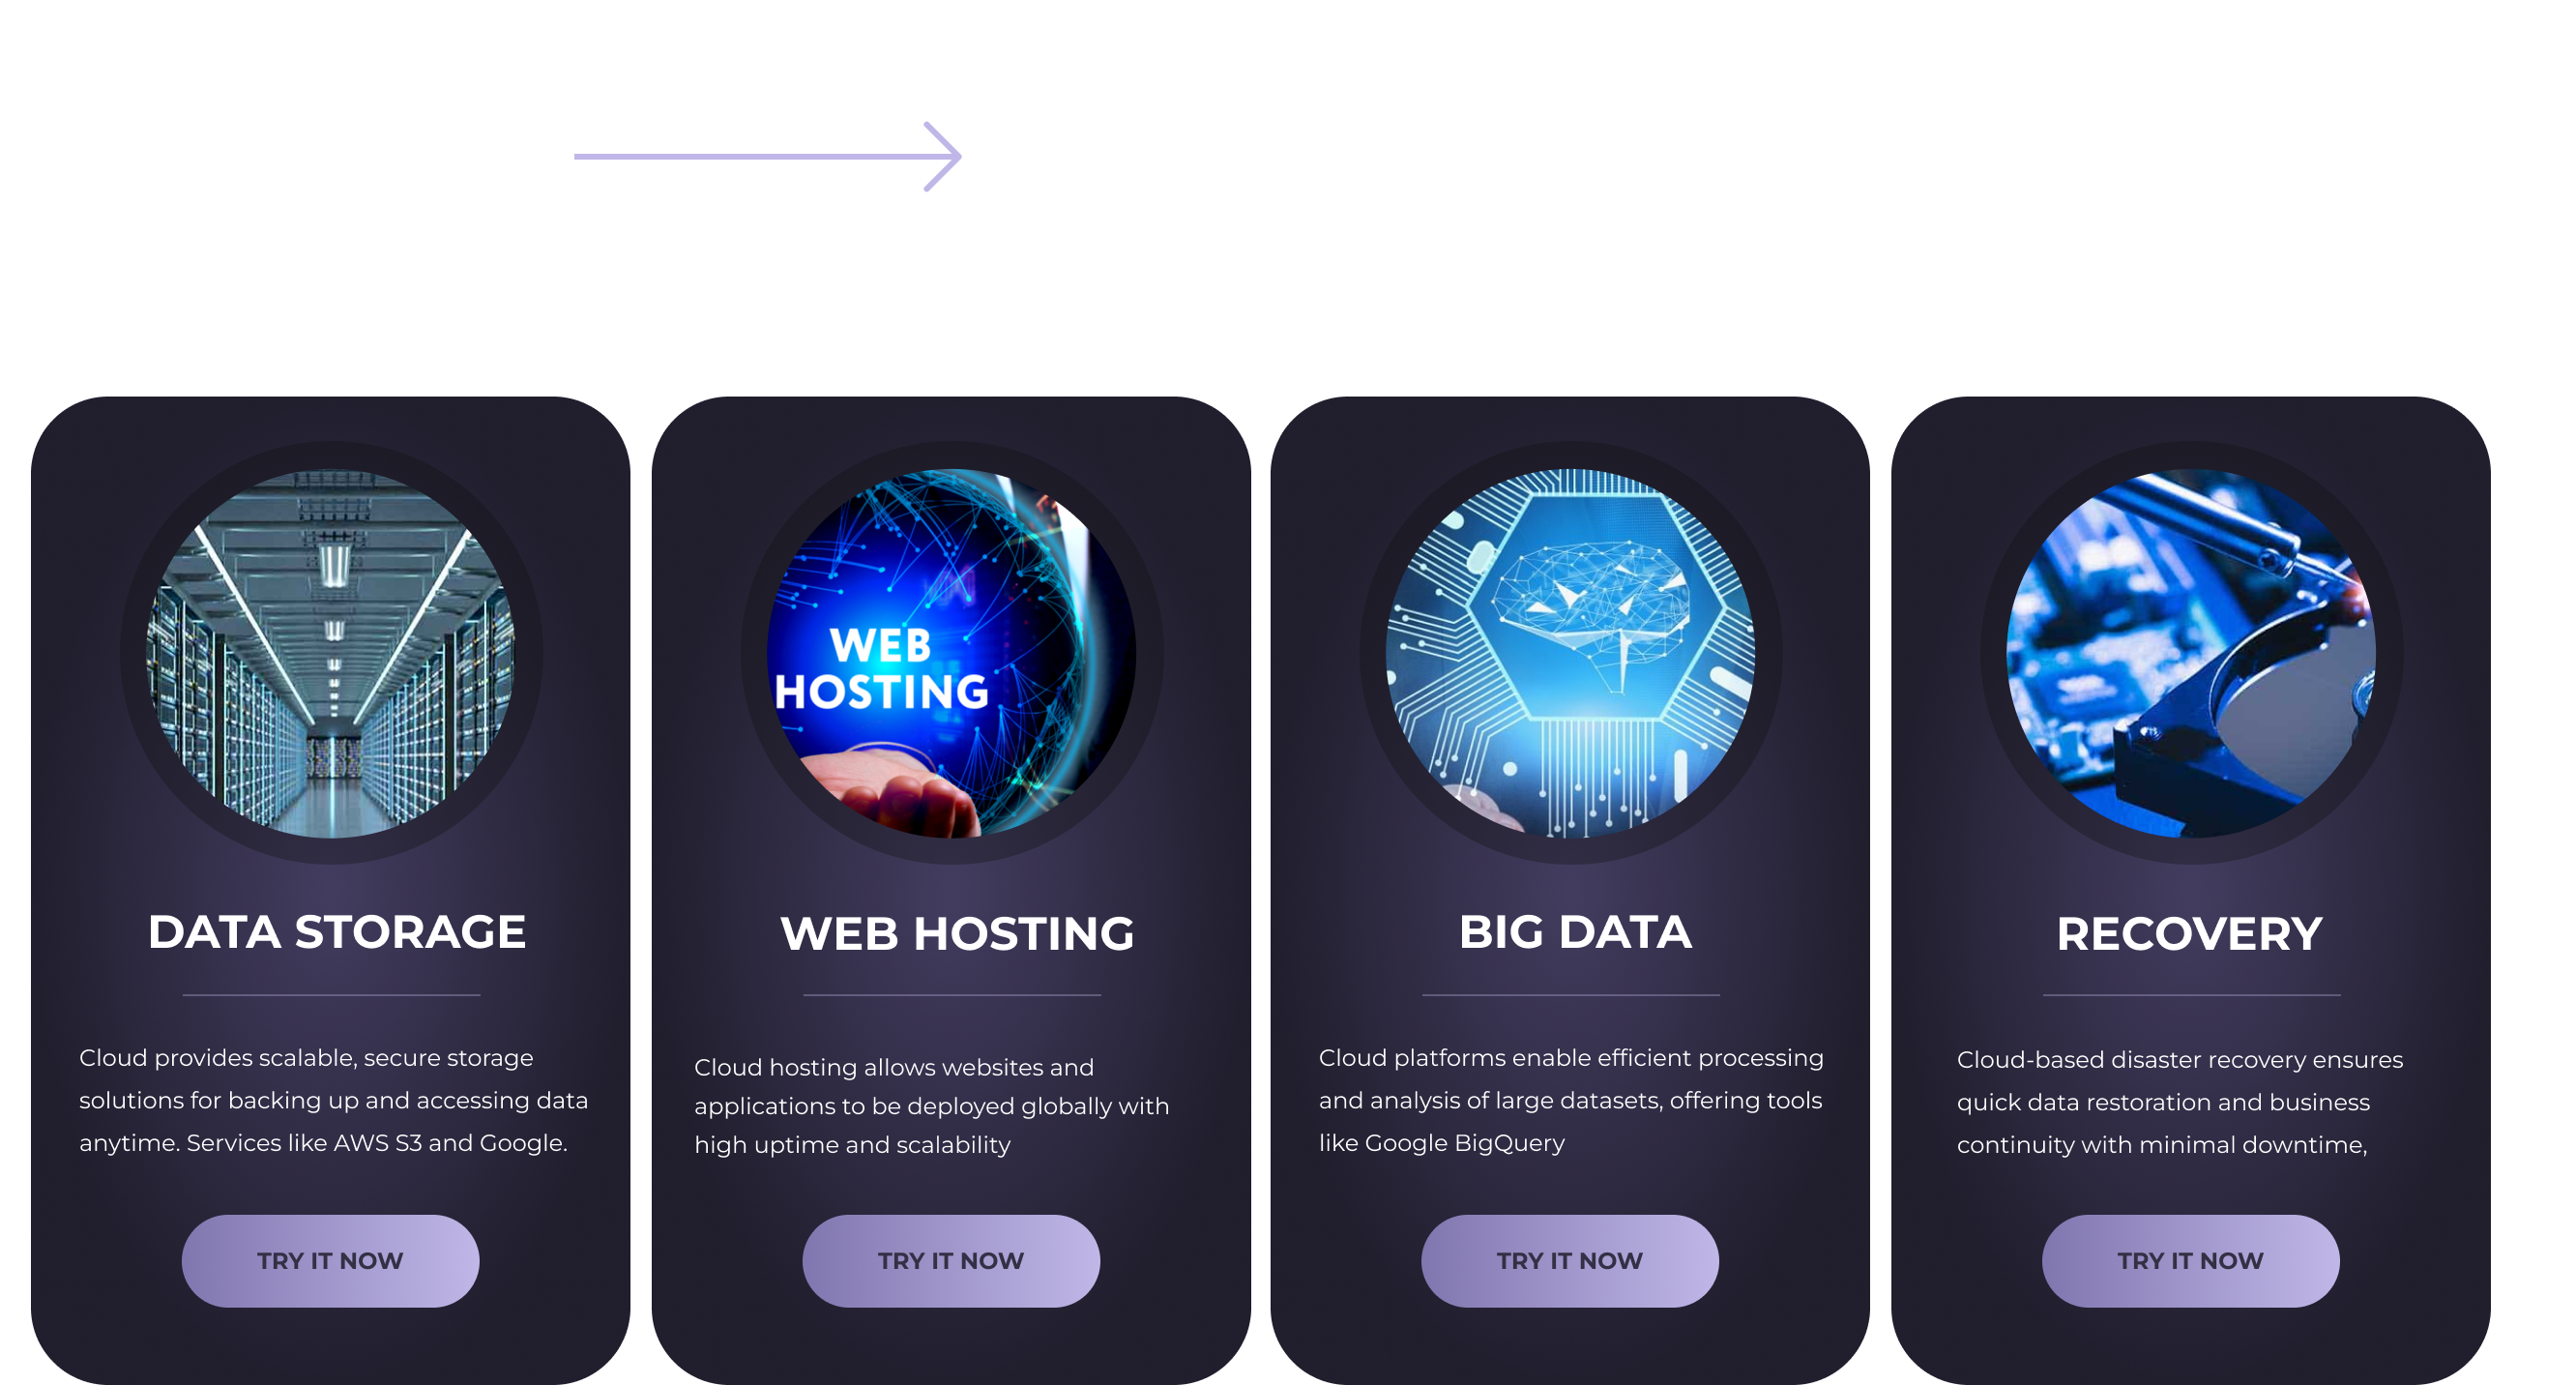 WEB
HOSTING
DATA STORAGE
WEB HOSTING
BIG DATA
RECOVERY
Cloud provides scalable, secure storage
solutions for backing up and accessing data
anytime. Services like AWS S3 and Google.
Cloud hosting allows websites and
applications to be deployed globally with
high uptime and scalability
Cloud platforms enable efficient processing
and analysis of large datasets, offering tools
like Google BigQuery
Cloud-based disaster recovery ensures
quick data restoration and business
continuity with minimal downtime,
TRY IT NOW
TRY IT NOW
TRY IT NOW
TRY IT NOW